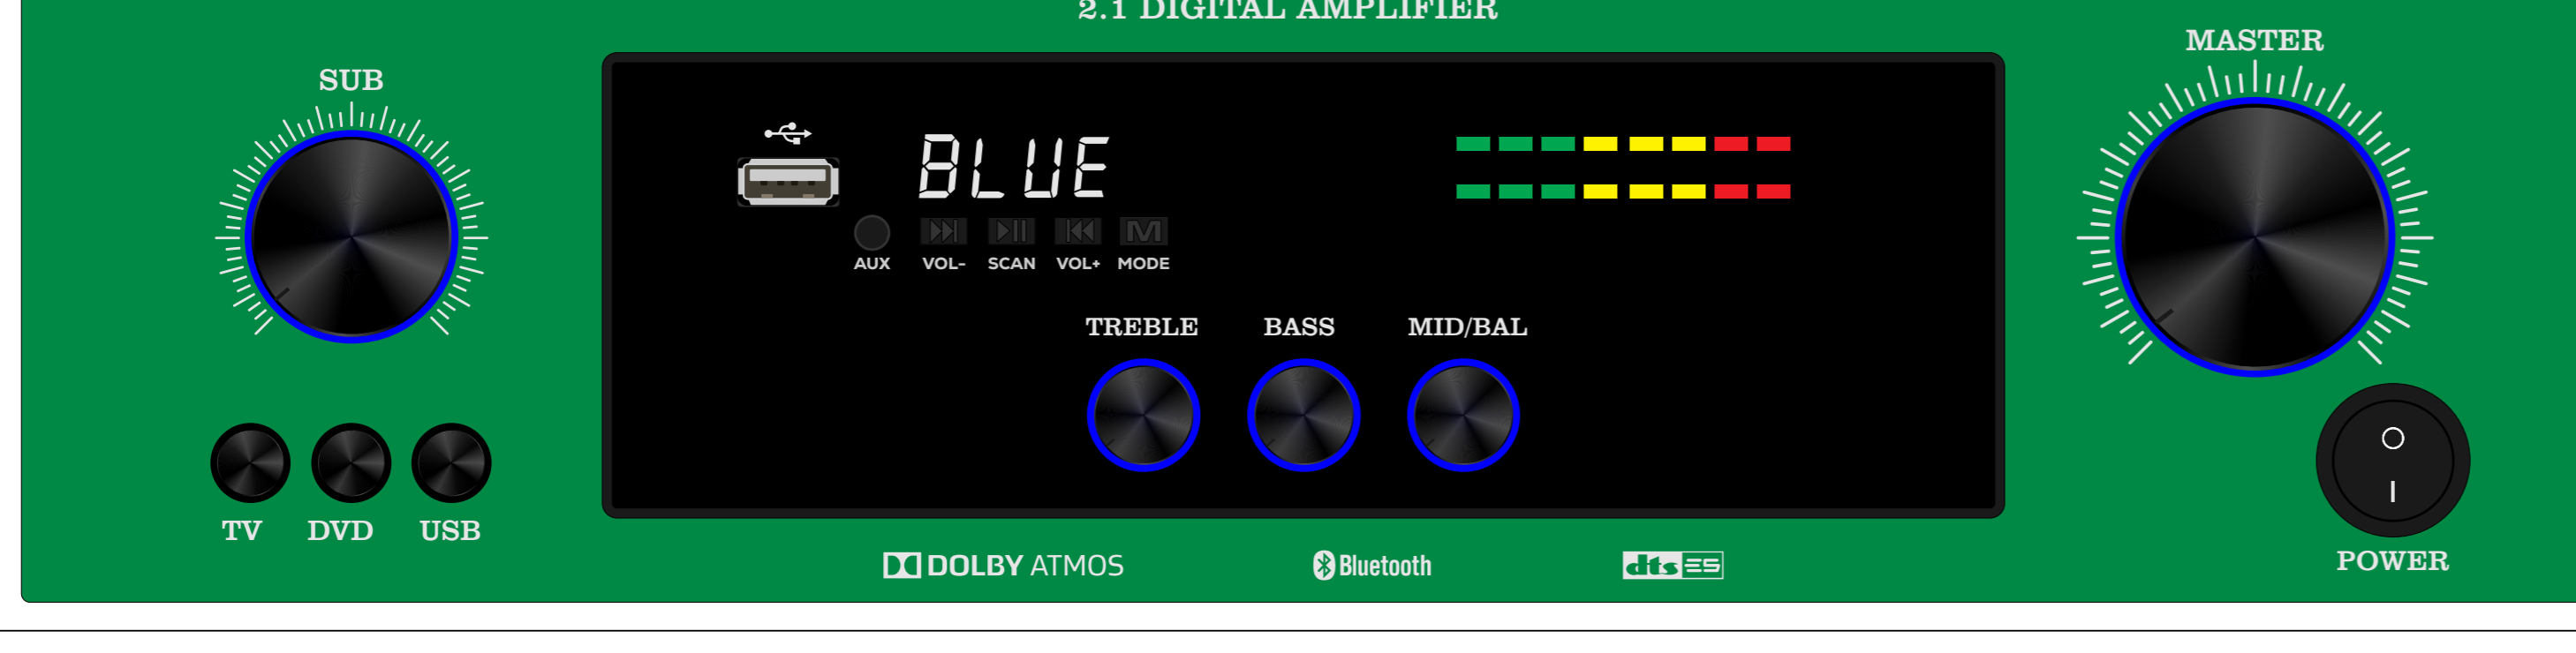 2.1 DIGITAL AMPLIFIER
MASTER
SUB
BLUE
M
AUX VOL- SCAN VOL+ MODE
TREBLE BASS MID/BAL
TV DVD USB
POWER
DOLBY ATMOS Bluetooth dts ES